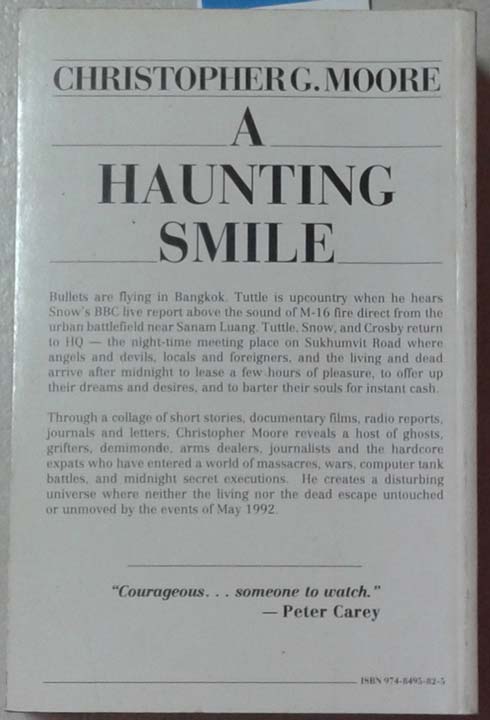 CHRISTOPHER G. MOORE
A
HAUNTING
SMILE
Bullets are flying in Bangkok. Tuttle is upcountry when he hears
Snow's BBC live report above the sound of M-16 fire direct from the
urban battlefield near Sanam Luang. Tuttle, Snow, and Crosby return
to HQ — the night-time meeting place on Sukhumvit Road where
angels and devils, locals and foreigners, and the living and dead
arrive after midnight to lease a few hours of pleasure, to offer up
their dreams and desires, and to barter their souls for instant cash.
Through a collage of short stories, documentary films, radio reports,
journals and letters, Christopher Moore reveals a host of ghosts,
grifters, demimonde, arms dealers, journalists and the hardcore
expats who have entered a world of massacres, wars, computer tank
battles, and midnight secret executions. He creates a disturbing
universe where neither the living nor the dead escape untouched
or unmoved by the events of May 1992.
"Courageous. . . someone to watch."
— Peter Carey
ISBN 974-8495-82-5